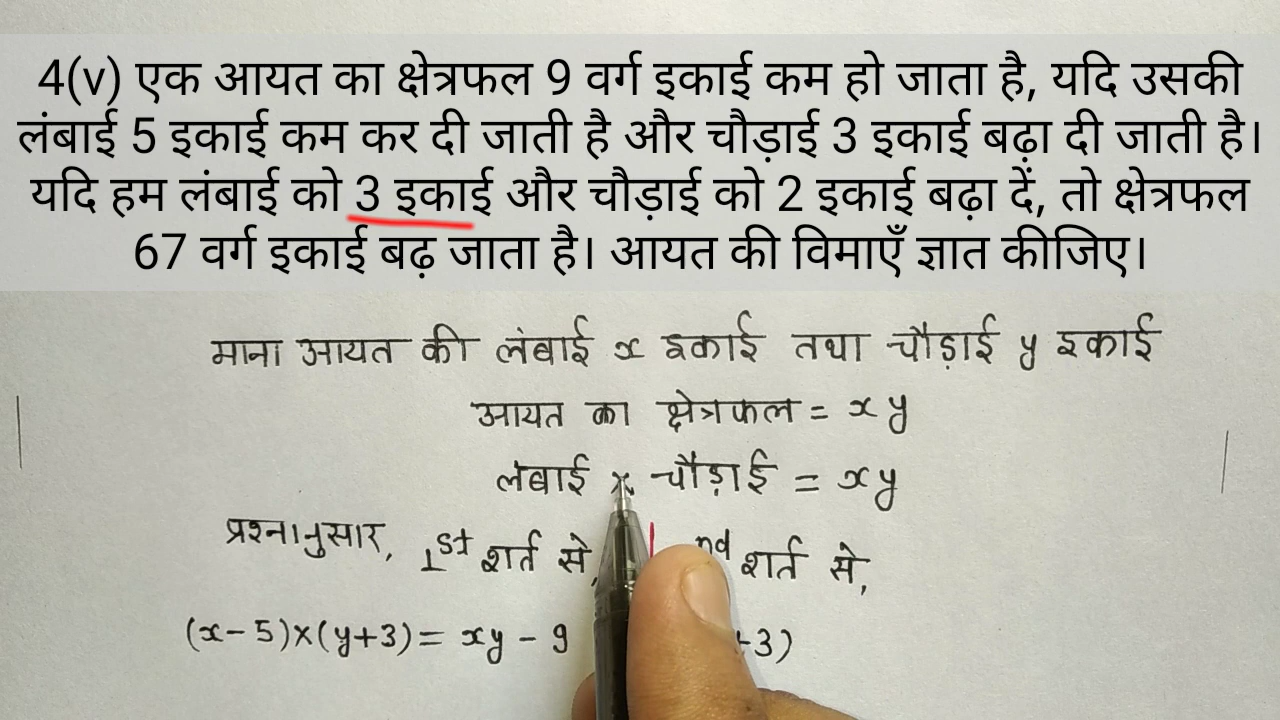 4(v) एक आयत का क्षेत्रफल 9 वर्ग इकाई कम हो जाता है, यदि उसकी
लंबाई 5 इकाई कम कर दी जाती है और चौड़ाई 3 इकाई बढ़ा दी जाती है।
यदि हम लंबाई को 3 इकाई और चौड़ाई को 2 इकाई बढ़ा दें, तो क्षेत्रफल
67 वर्ग इकाई बढ़ जाता है। आयत की विमाएँ ज्ञात कीजिए।
माना आयत की लंबाई x इकाई तथा चौड़ाई y इकाई
आयत का क्षेत्रफल = xy
लंबाई x चौड़ाई = xy
प्रश्नानुसार, 1st शर्त से, nd शर्त से,
(x-5)×(y+3) = xy - 9 +3)